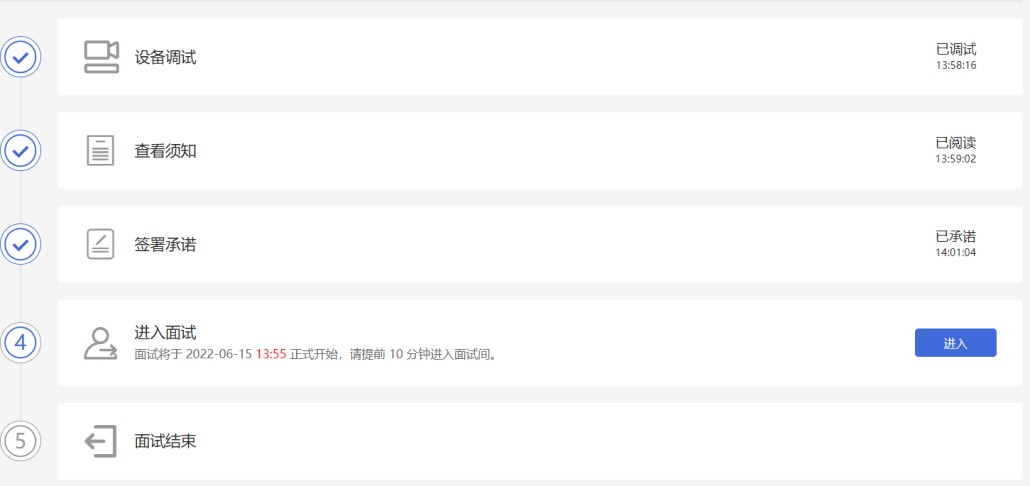 设备调试
已调试
13:58:16
查看须知
已阅读
13:59:02
签署承诺
已承诺
14:01:04
4
进入面试
面试将于 2022-06-15 13:55 正式开始，请提前 10 分钟进入面试间。
进入
5
面试结束